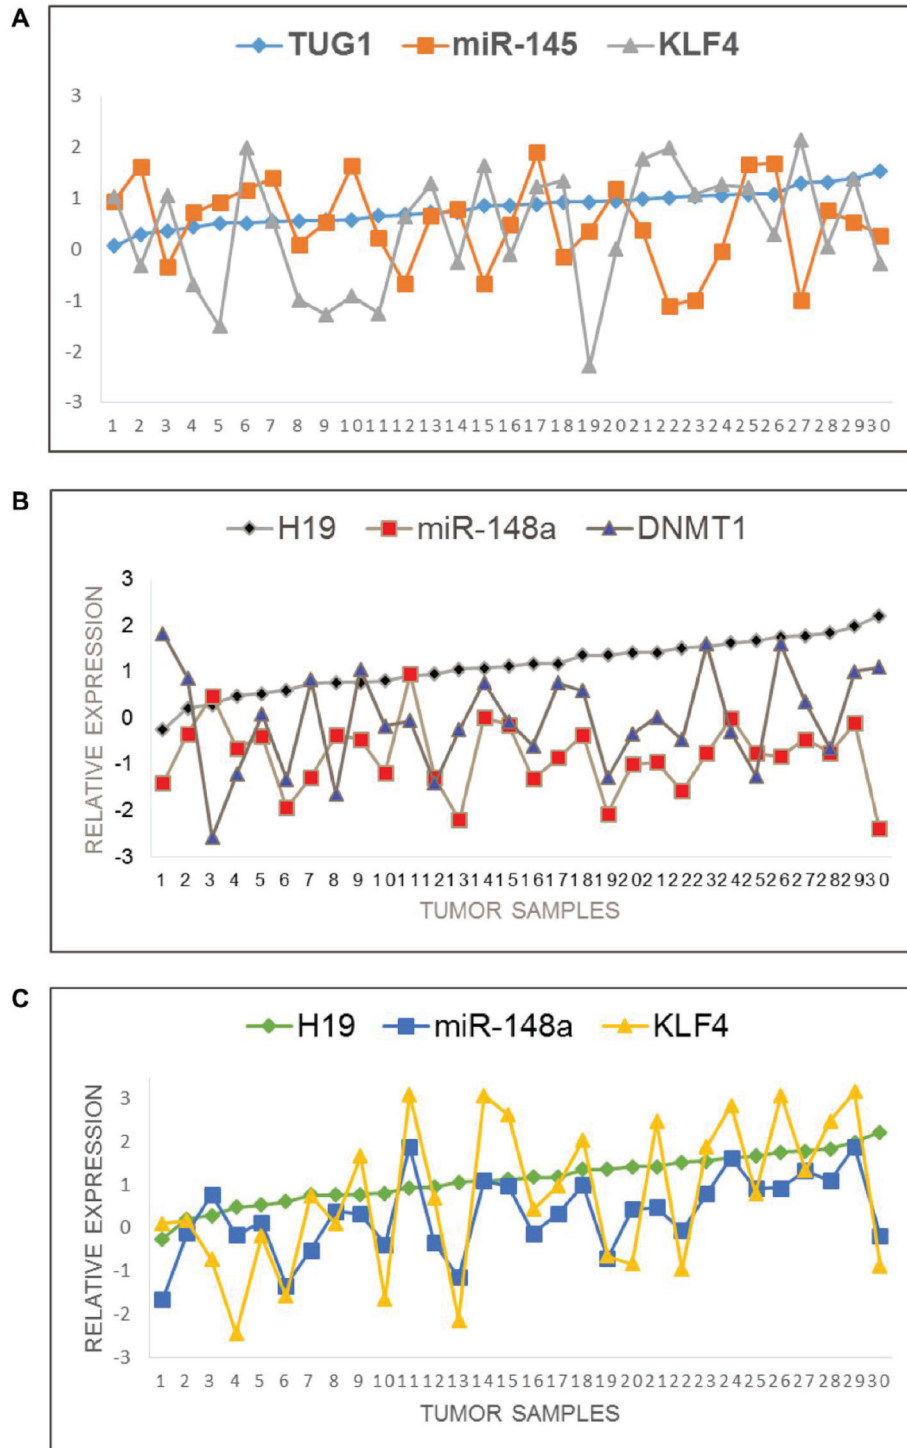 A
TUG1 miR-145 KLF4
3
2
1
0
-1
-2
-3
1 2 3 4 5 6 7 8 9 10 11 12 13 14 15 16 17 18 19 20 21 22 23 24 25 26 27 28 29 30
B
H19 miR-148a DNMT1
RELATIVE EXPRESSION
3
2
1
0
-1
-2
-3
1 2 3 4 5 6 7 8 9 10 11 12 13 14 15 16 17 18 19 20 21 22 23 24 25 26 27 28 29 30
TUMOR SAMPLES
C
H19 miR-148a KLF4
RELATIVE EXPRESSION
3
2
1
0
-1
-2
-3
1 2 3 4 5 6 7 8 9 10 11 12 13 14 15 16 17 18 19 20 21 22 23 24 25 26 27 28 29 30
TUMOR SAMPLES